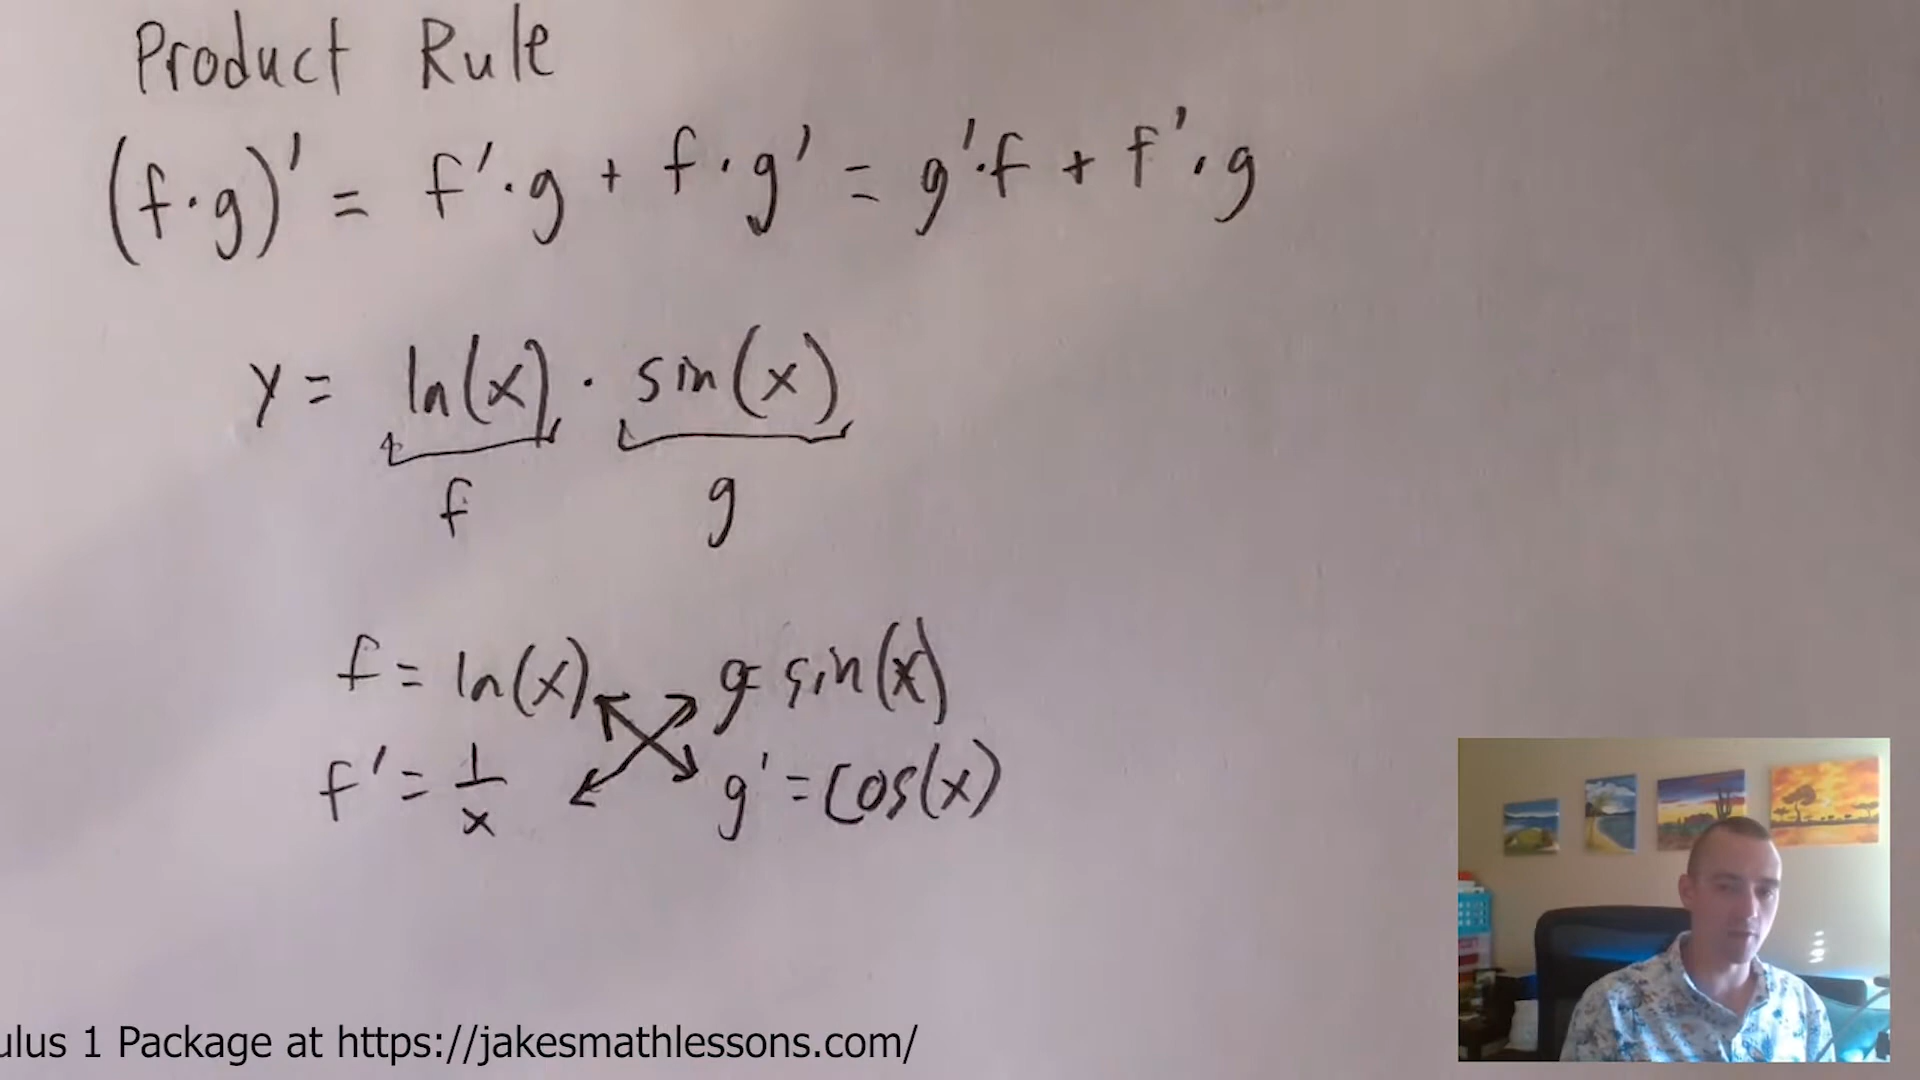 Product Rule
(f·g)' = f'·g + f·g' = g'·f + f'·g
y = ln(x) · sin(x)
f g
f = ln(x) g= sin(x)
f' = 1/x g' = cos(x)
ulus 1 Package at https://jakesmathlessons.com/